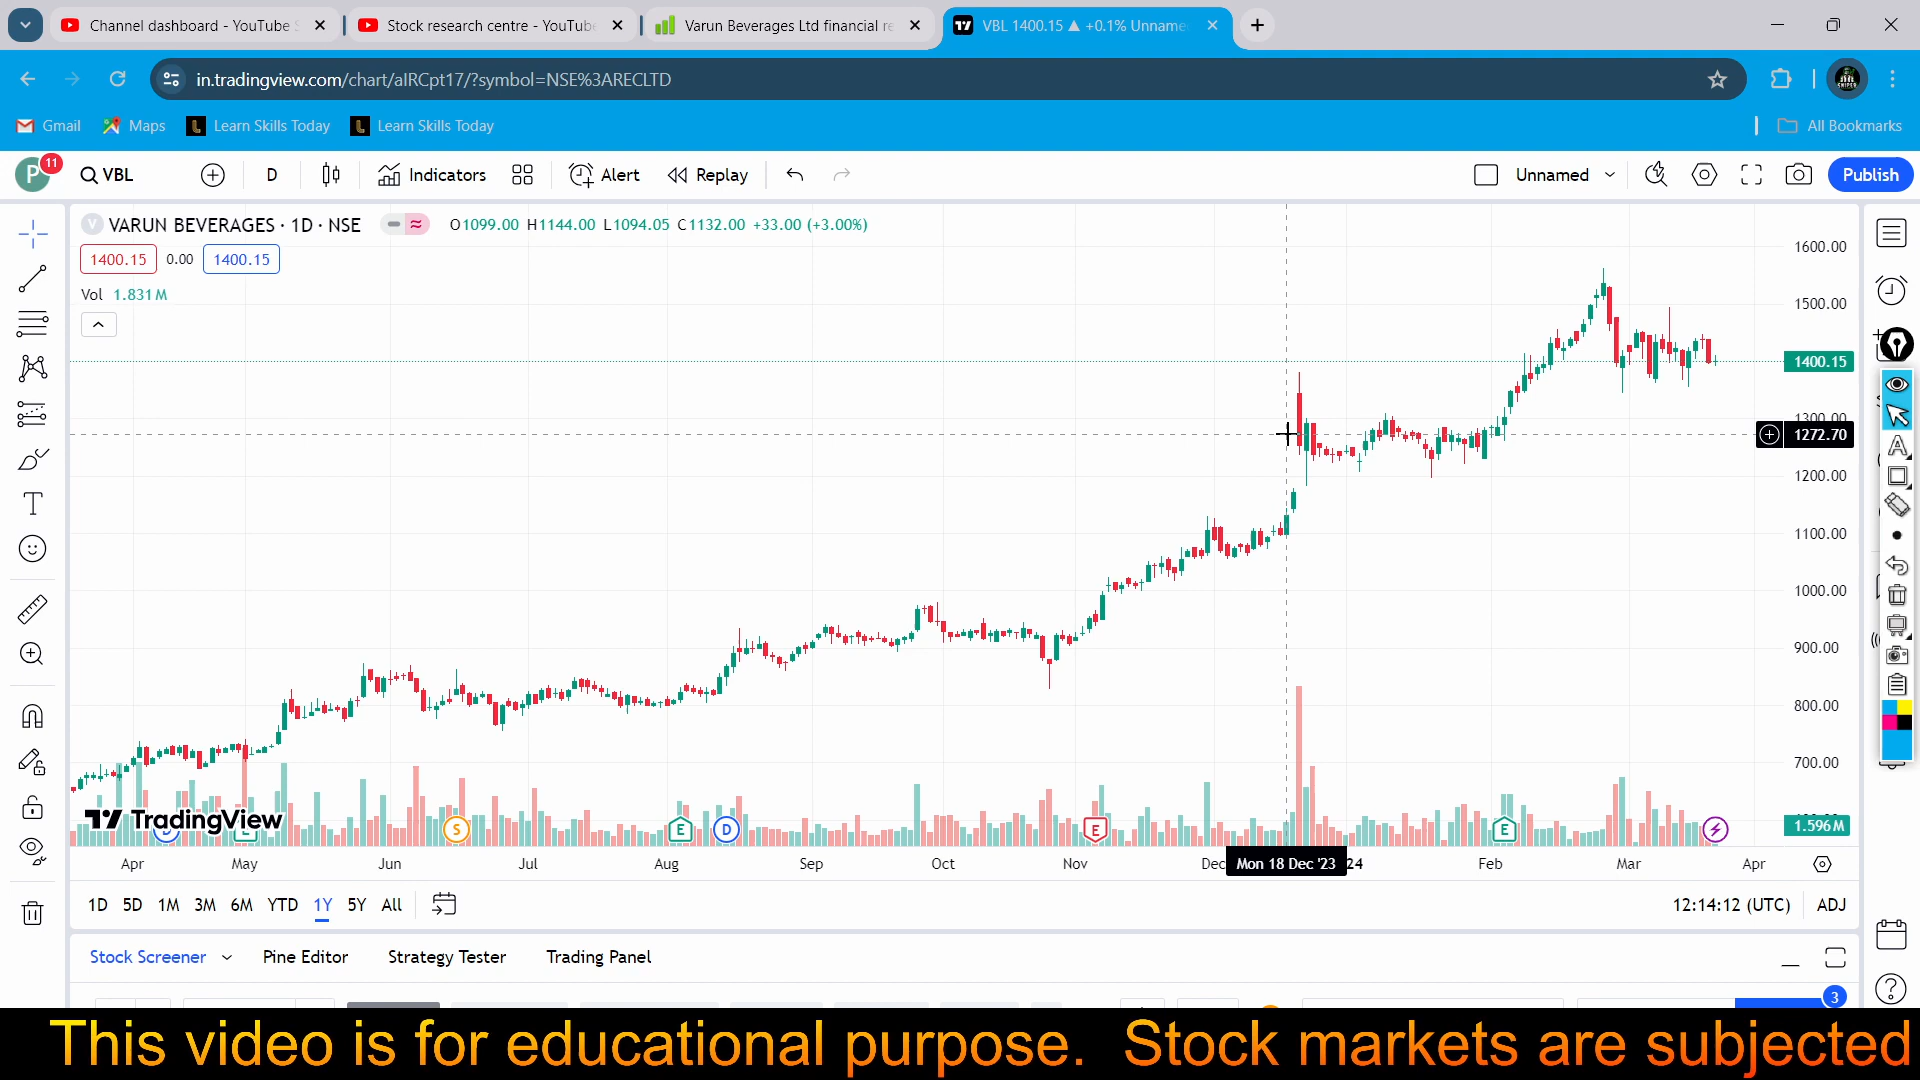 Channel dashboard - YouTube S
Stock research centre - YouTube
Varun Beverages Ltd financial re
VBL 1400.15 ▲ +0.1% Unname
in.tradingview.com/chart/aIRCpt17/?symbol=NSE%3ARECLTD
Gmail
Maps
Learn Skills Today
Learn Skills Today
All Bookmarks
P
11
VBL
D
Indicators
Alert
Replay
Unnamed
Publish
V VARUN BEVERAGES · 1D · NSE
O1099.00 H1144.00 L1094.05 C1132.00 +33.00 (+3.00%)
1400.15 0.00 1400.15
Vol 1.831M
1600.00
1500.00
1400.15
1300.00
1272.70
1200.00
1100.00
1000.00
900.00
800.00
700.00
1.596M
TradingView
S E D E E
Apr May Jun Jul Aug Sep Oct Nov Dec Mon 18 Dec '23 24 Feb Mar Apr
1D 5D 1M 3M 6M YTD 1Y 5Y All
12:14:12 (UTC) ADJ
Stock Screener Pine Editor Strategy Tester Trading Panel
3
This video is for educational purpose. Stock markets are subjected